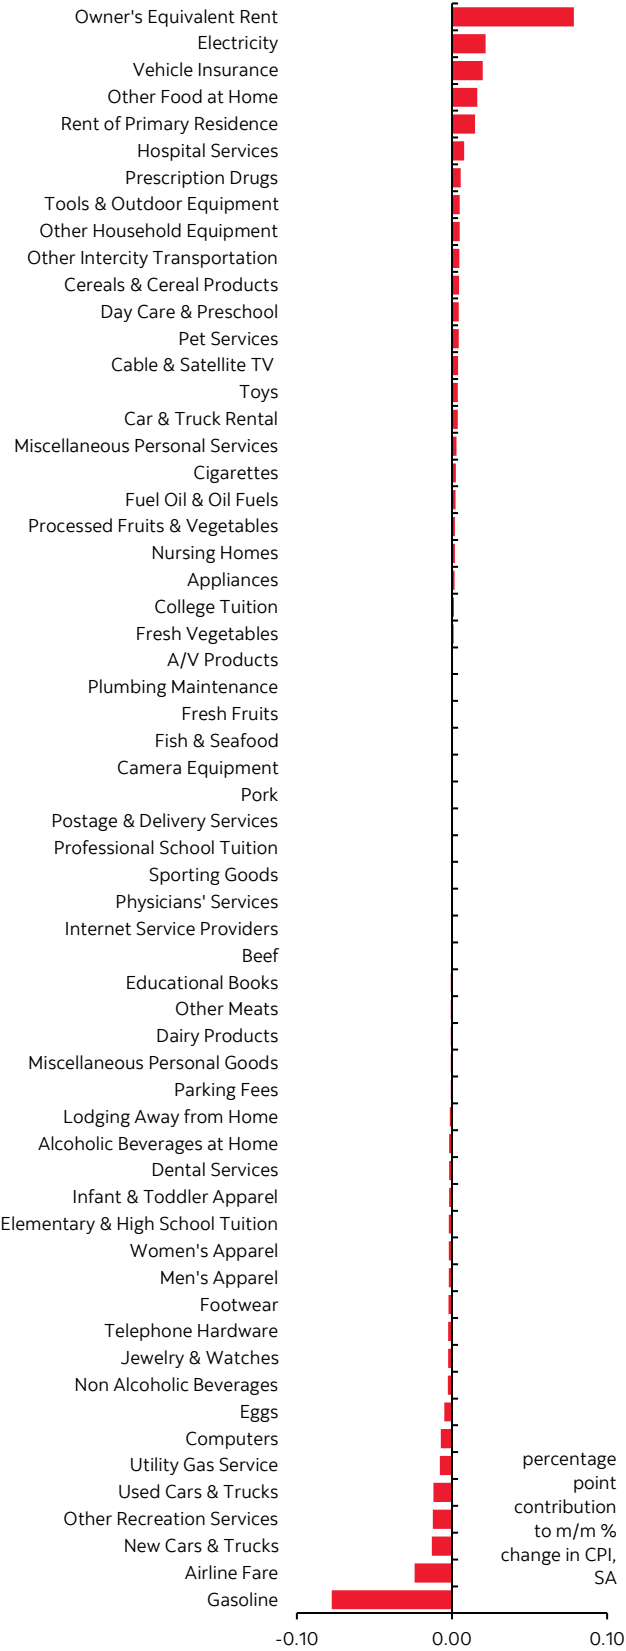 Owner's Equivalent Rent
Electricity
Vehicle Insurance
Other Food at Home
Rent of Primary Residence
Hospital Services
Prescription Drugs
Tools & Outdoor Equipment
Other Household Equipment
Other Intercity Transportation
Cereals & Cereal Products
Day Care & Preschool
Pet Services
Cable & Satellite TV
Toys
Car & Truck Rental
Miscellaneous Personal Services
Cigarettes
Fuel Oil & Oil Fuels
Processed Fruits & Vegetables
Nursing Homes
Appliances
College Tuition
Fresh Vegetables
A/V Products
Plumbing Maintenance
Fresh Fruits
Fish & Seafood
Camera Equipment
Pork
Postage & Delivery Services
Professional School Tuition
Sporting Goods
Physicians' Services
Internet Service Providers
Beef
Educational Books
Other Meats
Dairy Products
Miscellaneous Personal Goods
Parking Fees
Lodging Away from Home
Alcoholic Beverages at Home
Dental Services
Infant & Toddler Apparel
Elementary & High School Tuition
Women's Apparel
Men's Apparel
Footwear
Telephone Hardware
Jewelry & Watches
Non Alcoholic Beverages
Eggs
Computers
Utility Gas Service
Used Cars & Trucks
Other Recreation Services
New Cars & Trucks
Airline Fare
Gasoline
percentage
point
contribution
to m/m %
change in CPI,
SA
-0.10 0.00 0.10